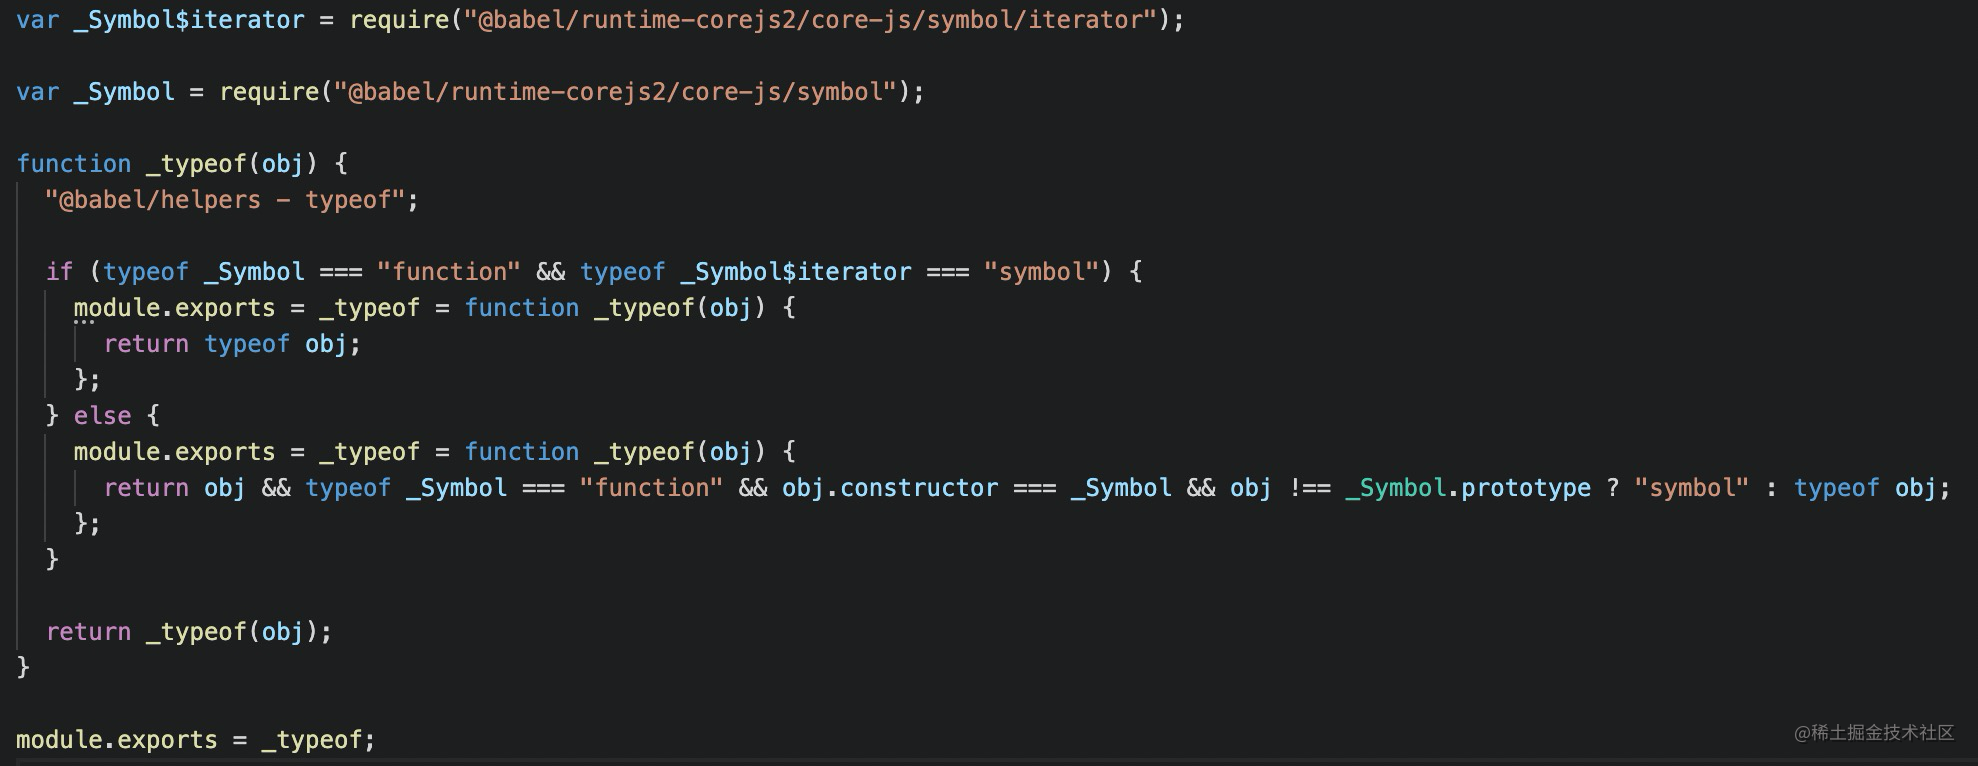 var _Symbol$iterator = require("@babel/runtime-corejs2/core-js/symbol/iterator");
var _Symbol = require("@babel/runtime-corejs2/core-js/symbol");
function _typeof(obj) {
"@babel/helpers - typeof";
if (typeof _Symbol === "function" && typeof _Symbol$iterator === "symbol") {
module.exports = _typeof = function _typeof(obj) {
return typeof obj;
};
} else {
module.exports = _typeof = function _typeof(obj) {
return obj && typeof _Symbol === "function" && obj.constructor === _Symbol && obj !== _Symbol.prototype ? "symbol" : typeof obj;
};
}
return _typeof(obj);
}
module.exports = _typeof;
@稀土掘金技术社区